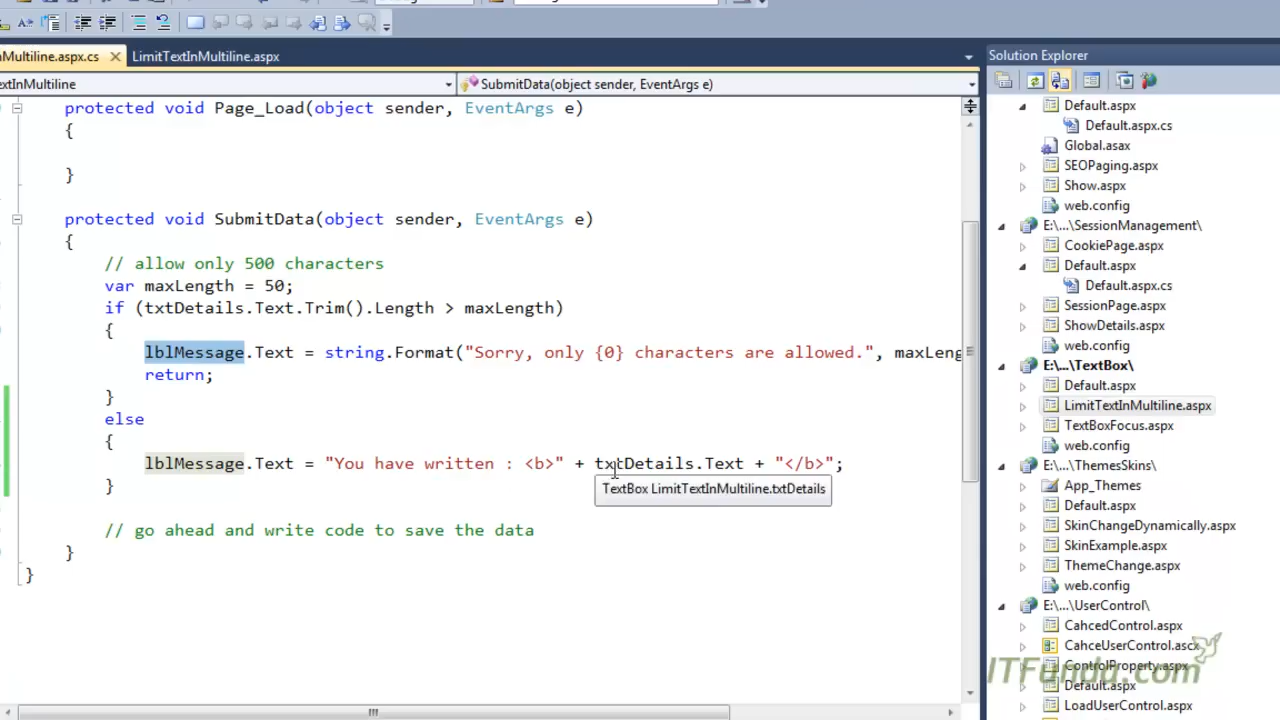 Multiline.aspx.cs
LimitTextInMultiline.aspx
Solution Explorer
extInMultiline
SubmitData(object sender, EventArgs e)
protected void Page_Load(object sender, EventArgs e)
{
}
protected void SubmitData(object sender, EventArgs e)
{
// allow only 500 characters
var maxLength = 50;
if (txtDetails.Text.Trim().Length > maxLength)
{
lblMessage.Text = string.Format("Sorry, only {0} characters are allowed.", maxLeng
return;
}
else
{
lblMessage.Text = "You have written : <b>" + txtDetails.Text + "</b>";
TextBox LimitTextInMultiline.txtDetails
}
// go ahead and write code to save the data
}
}
Default.aspx
Default.aspx.cs
Global.asax
SEOPaging.aspx
Show.aspx
web.config
E:\...\SessionManagement\
CookiePage.aspx
Default.aspx
Default.aspx.cs
SessionPage.aspx
ShowDetails.aspx
web.config
E:\...\TextBox\
Default.aspx
LimitTextInMultiline.aspx
TextBoxFocus.aspx
web.config
E:\...\ThemesSkins\
App_Themes
Default.aspx
SkinChangeDynamically.aspx
SkinExample.aspx
ThemeChange.aspx
web.config
E:\...\UserControl\
CahcedControl.aspx
CahceUserControl.ascx
ControlProperty.aspx
Default.aspx
LoadUserControl.aspx
ITFunda.com